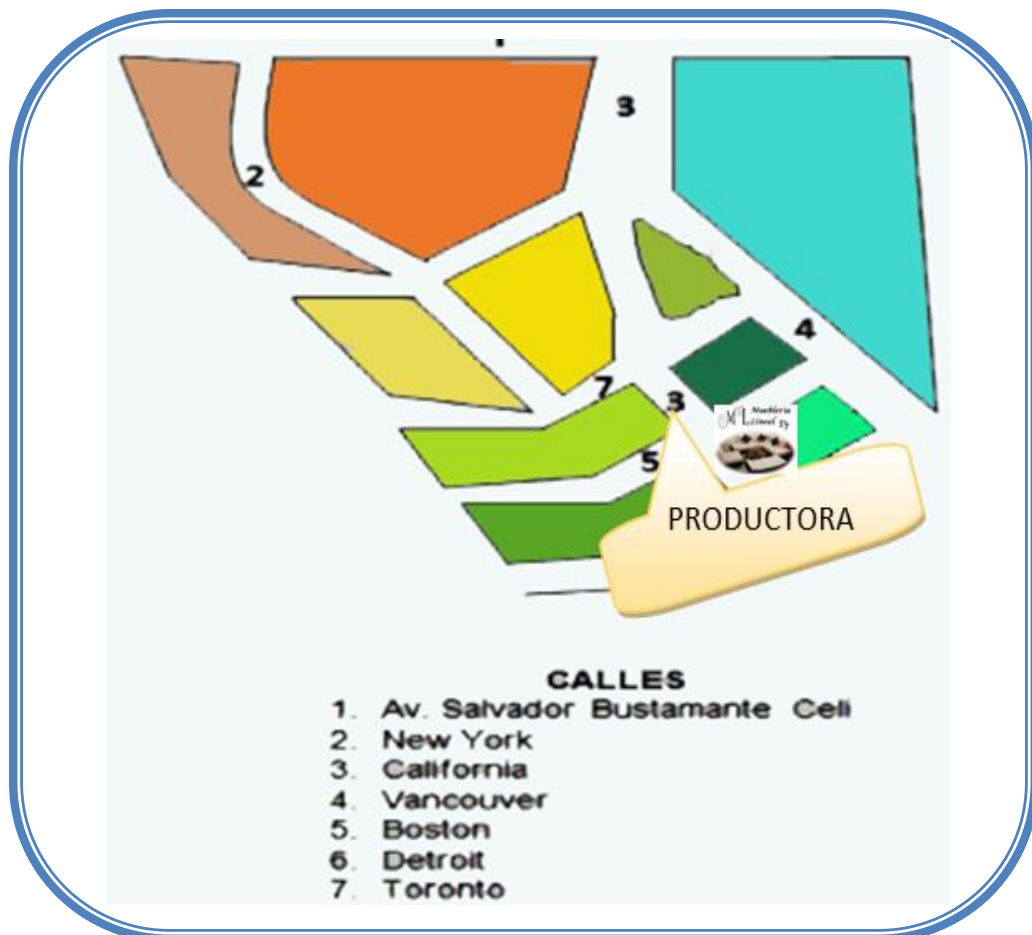 3
2
4
7
3
5
PRODUCTORA
CALLES
1. Av. Salvador Bustamante Celi
2. New York
3. California
4. Vancouver
5. Boston
6. Detroit
7. Toronto